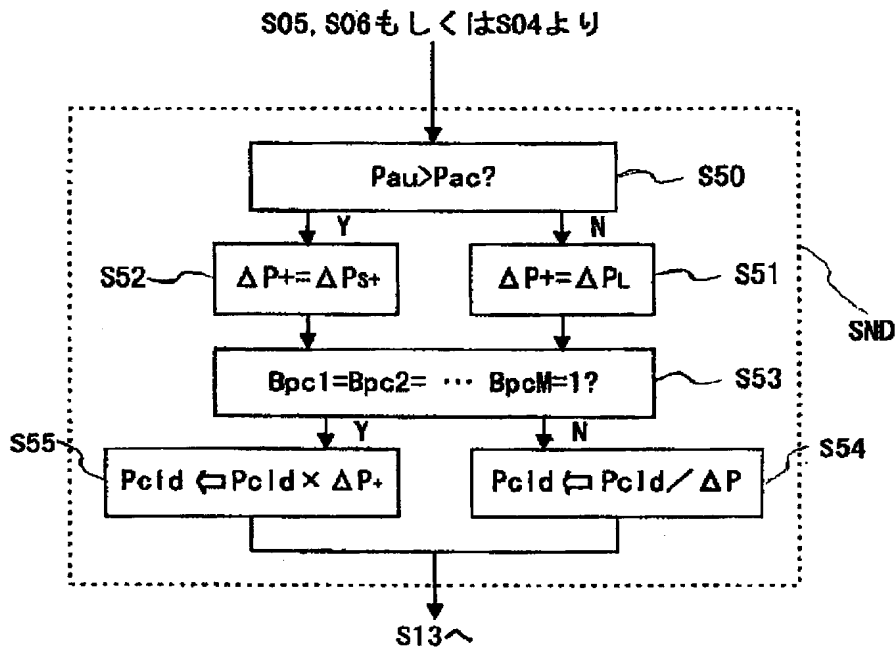 S05,S06もしくはS04より
Pau>Pac?
S50
Y
N
S52
ΔP+=ΔPS+
ΔP+=ΔPL
S51
SND
Bpc1=Bpc2= … BpcM=1?
S53
Y
N
S55
Pcld ⇦ Pcld× ΔP+
Pcld ⇦ Pcld／ΔP
S54
S13へ